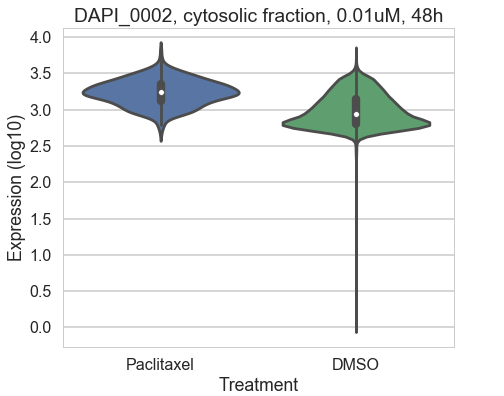 DAPI_0002, cytosolic fraction, 0.01uM, 48h
Expression (log10)
4.0
3.5
3.0
2.5
2.0
1.5
1.0
0.5
0.0
Paclitaxel DMSO
Treatment